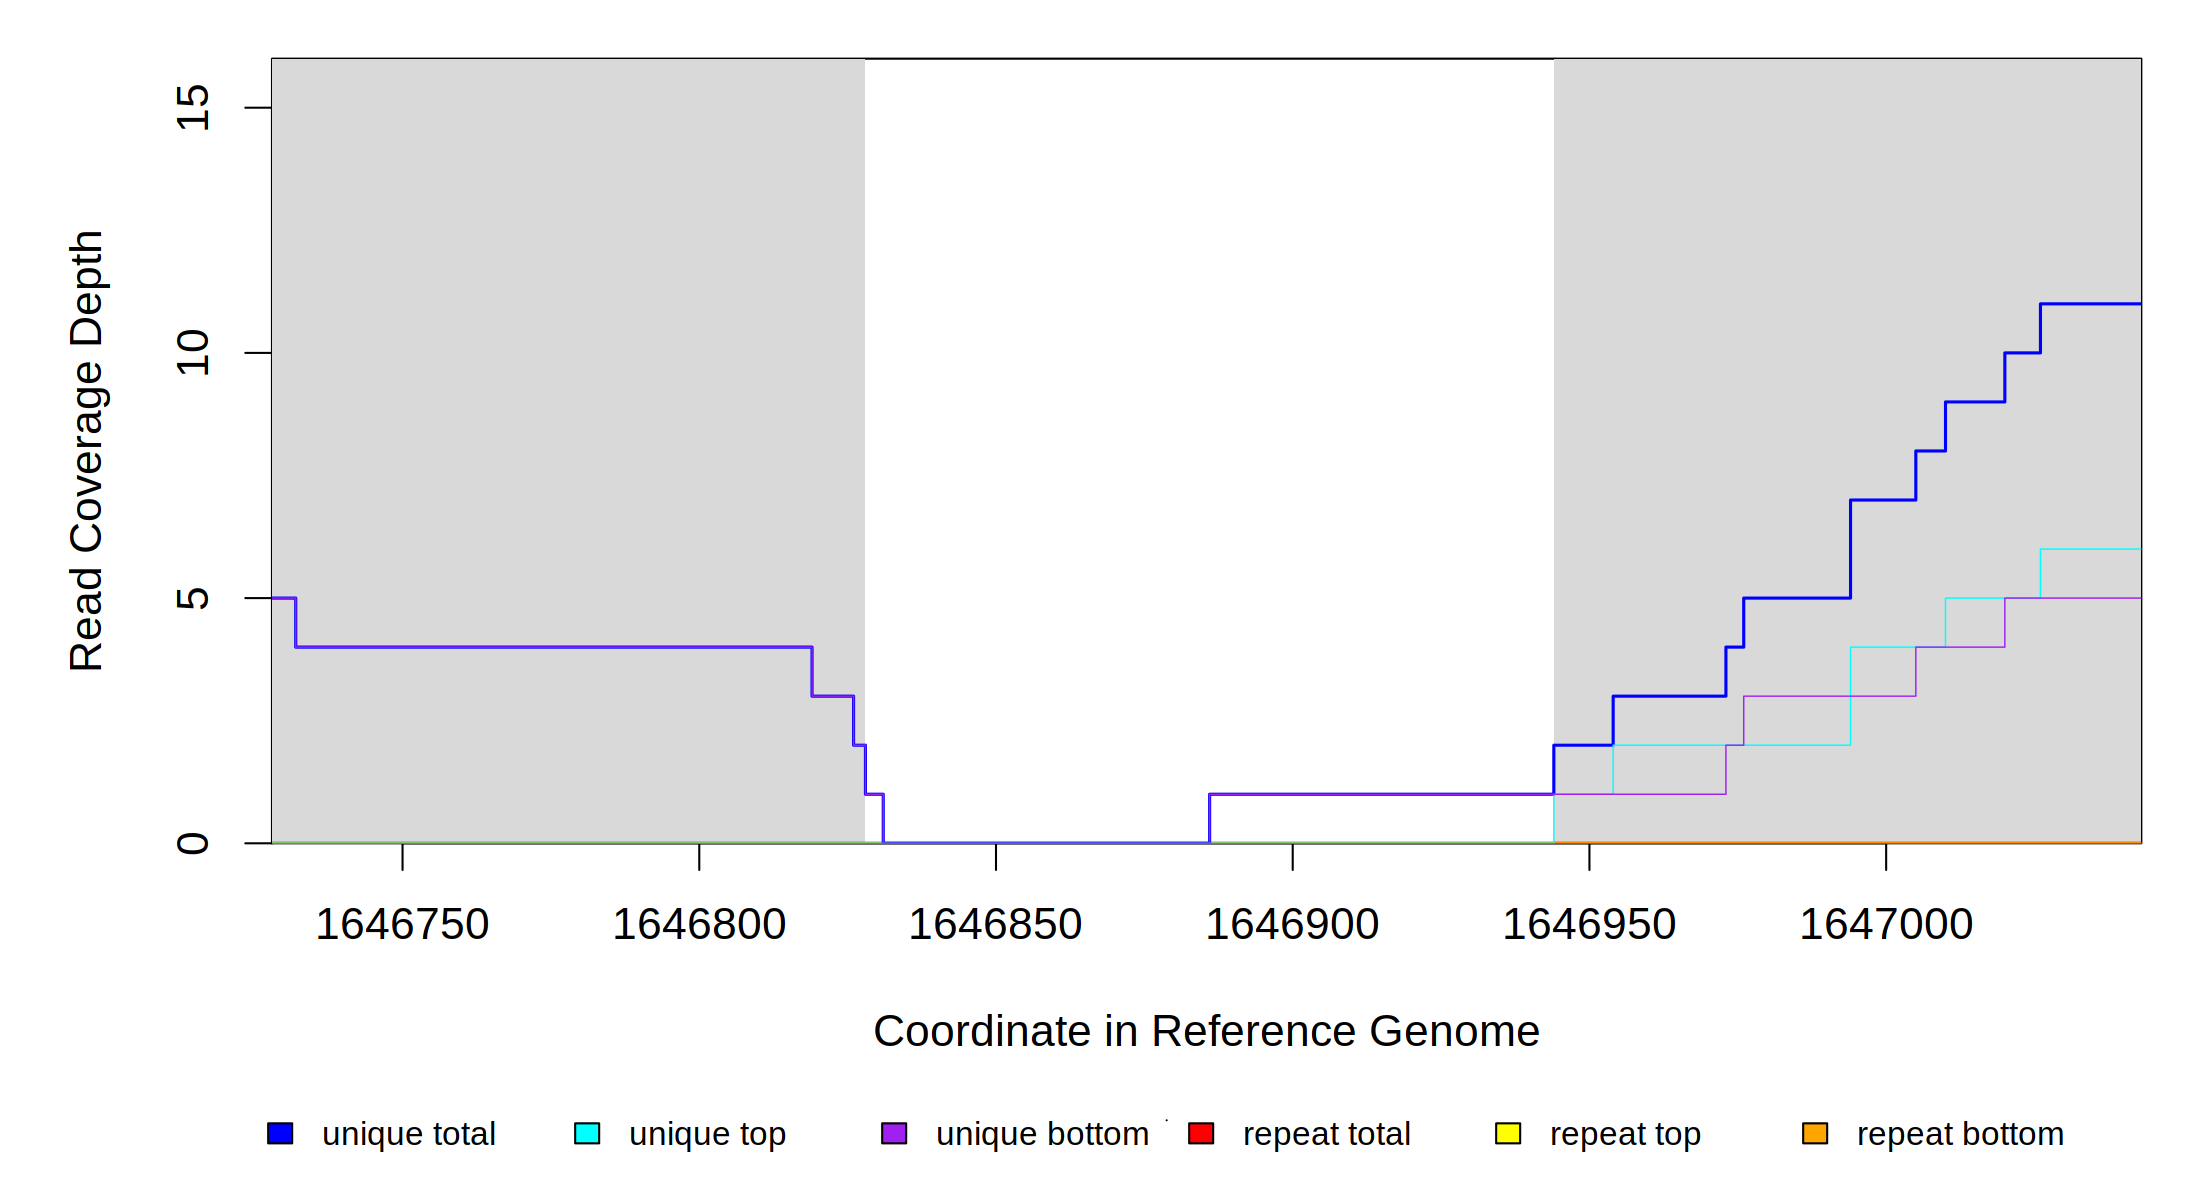 15
10
5
0
Read Coverage Depth
1646750 1646800 1646850 1646900 1646950 1647000
Coordinate in Reference Genome
unique total unique top unique bottom repeat total repeat top repeat bottom